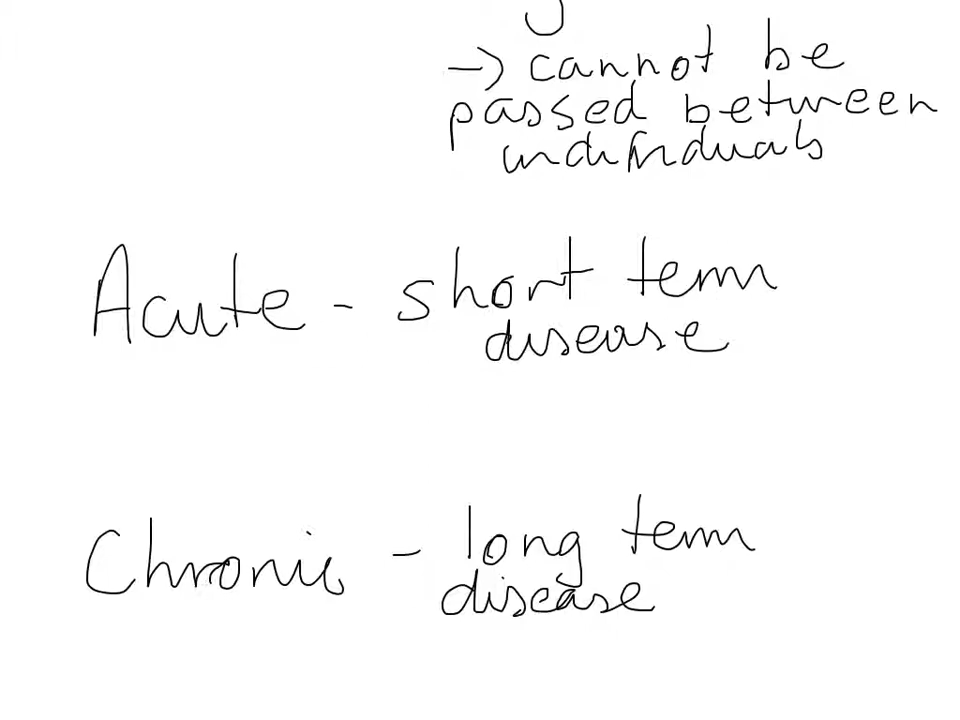 → cannot be
passed between
individuals
Acute - short term
disease
Chronic - long term
disease